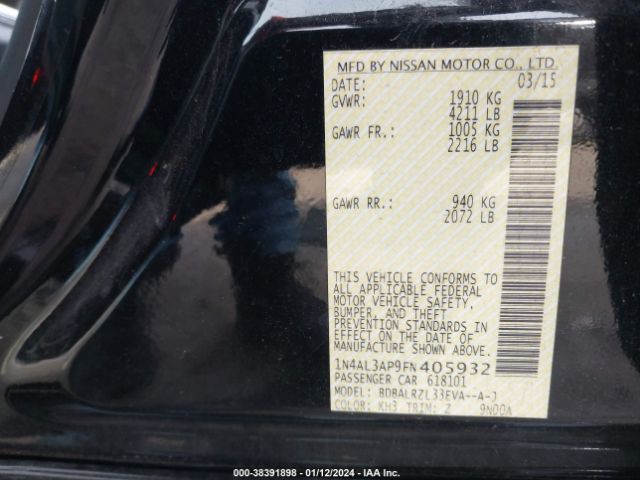 MFD BY NISSAN MOTOR CO., LTD.
DATE: 03/15
GVWR: 1910 KG
4211 LB
GAWR FR.: 1005 KG
2216 LB
GAWR RR.: 940 KG
2072 LB
THIS VEHICLE CONFORMS TO
ALL APPLICABLE FEDERAL
MOTOR VEHICLE SAFETY,
BUMPER, AND THEFT
PREVENTION STANDARDS IN
EFFECT ON THE DATE OF
MANUFACTURE SHOWN ABOVE.
1N4AL3AP9FN405932
PASSENGER CAR 618101
MODEL: BDBALRZL33EVA--A-J
COLOR: KH3 TRIM: Z 9N00A
000-38391898 - 01/12/2024 - IAA Inc.